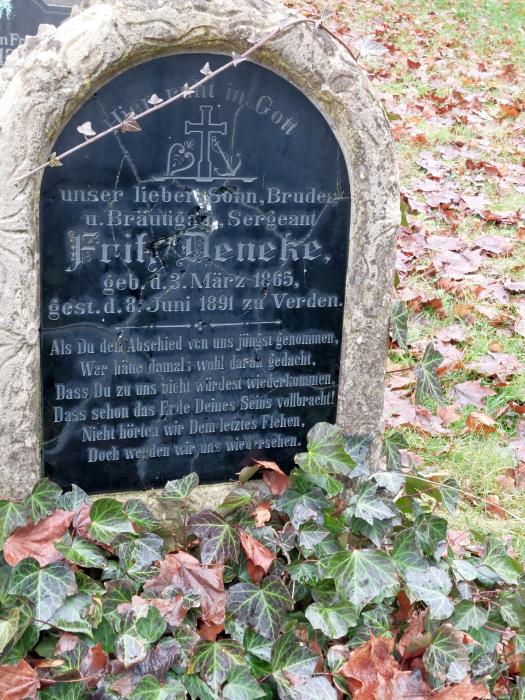 Hier ruht in Gott
unser lieber Sohn, Bruder
u. Bräutigam, Sergeant
Fritz Deneke,
geb. d. 3. März 1865,
gest. d. 8. Juni 1891 zu Verden.
Als Du den Abschied von uns jüngst genommen,
Wer hätte damals wohl daran gedacht,
Dass Du zu uns nicht würdest wiederkommen,
Dass schon das Erde Deines Seins vollbracht!
Nicht hörten wir Dein letztes Flehen,
Doch werden wir uns wiedersehen.